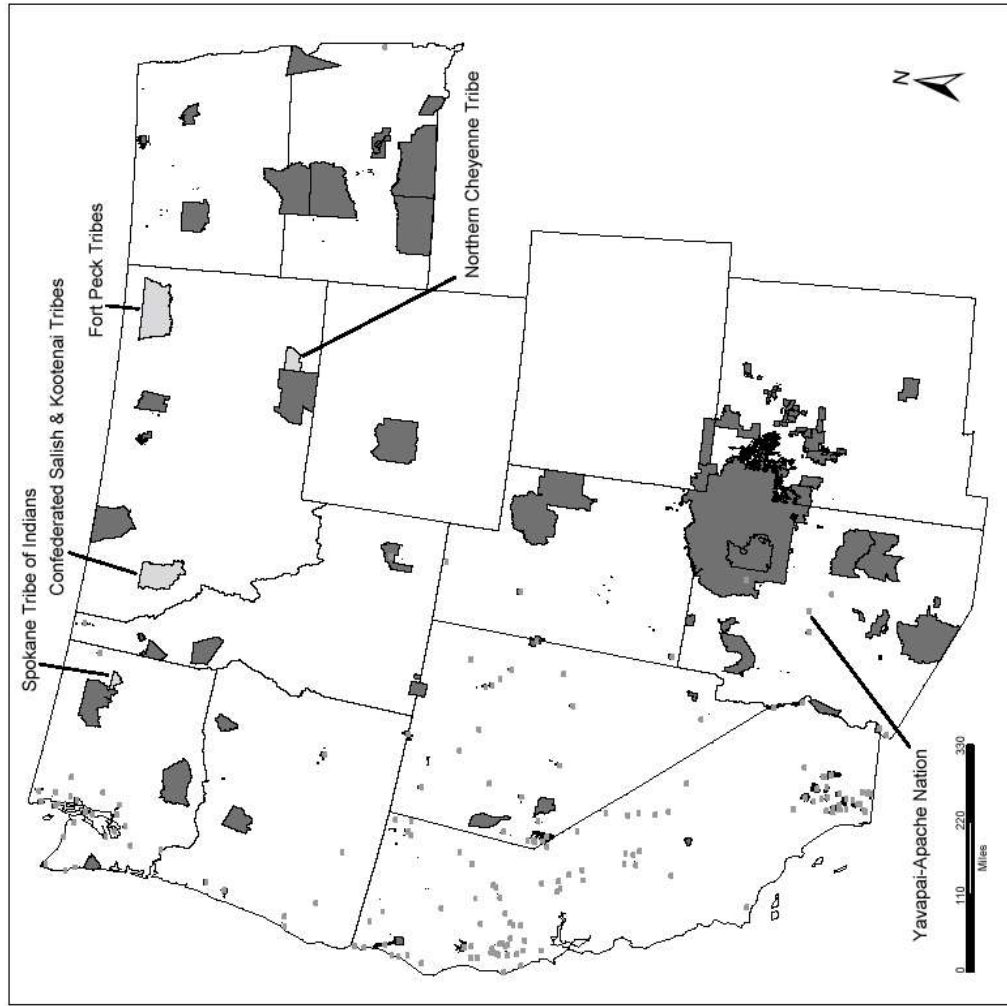 Spokane Tribe of Indians
Confederated Salish & Kootenai Tribes
Fort Peck Tribes
Northern Cheyenne Tribe
Yavapai-Apache Nation
N
0 110 220 330
Miles